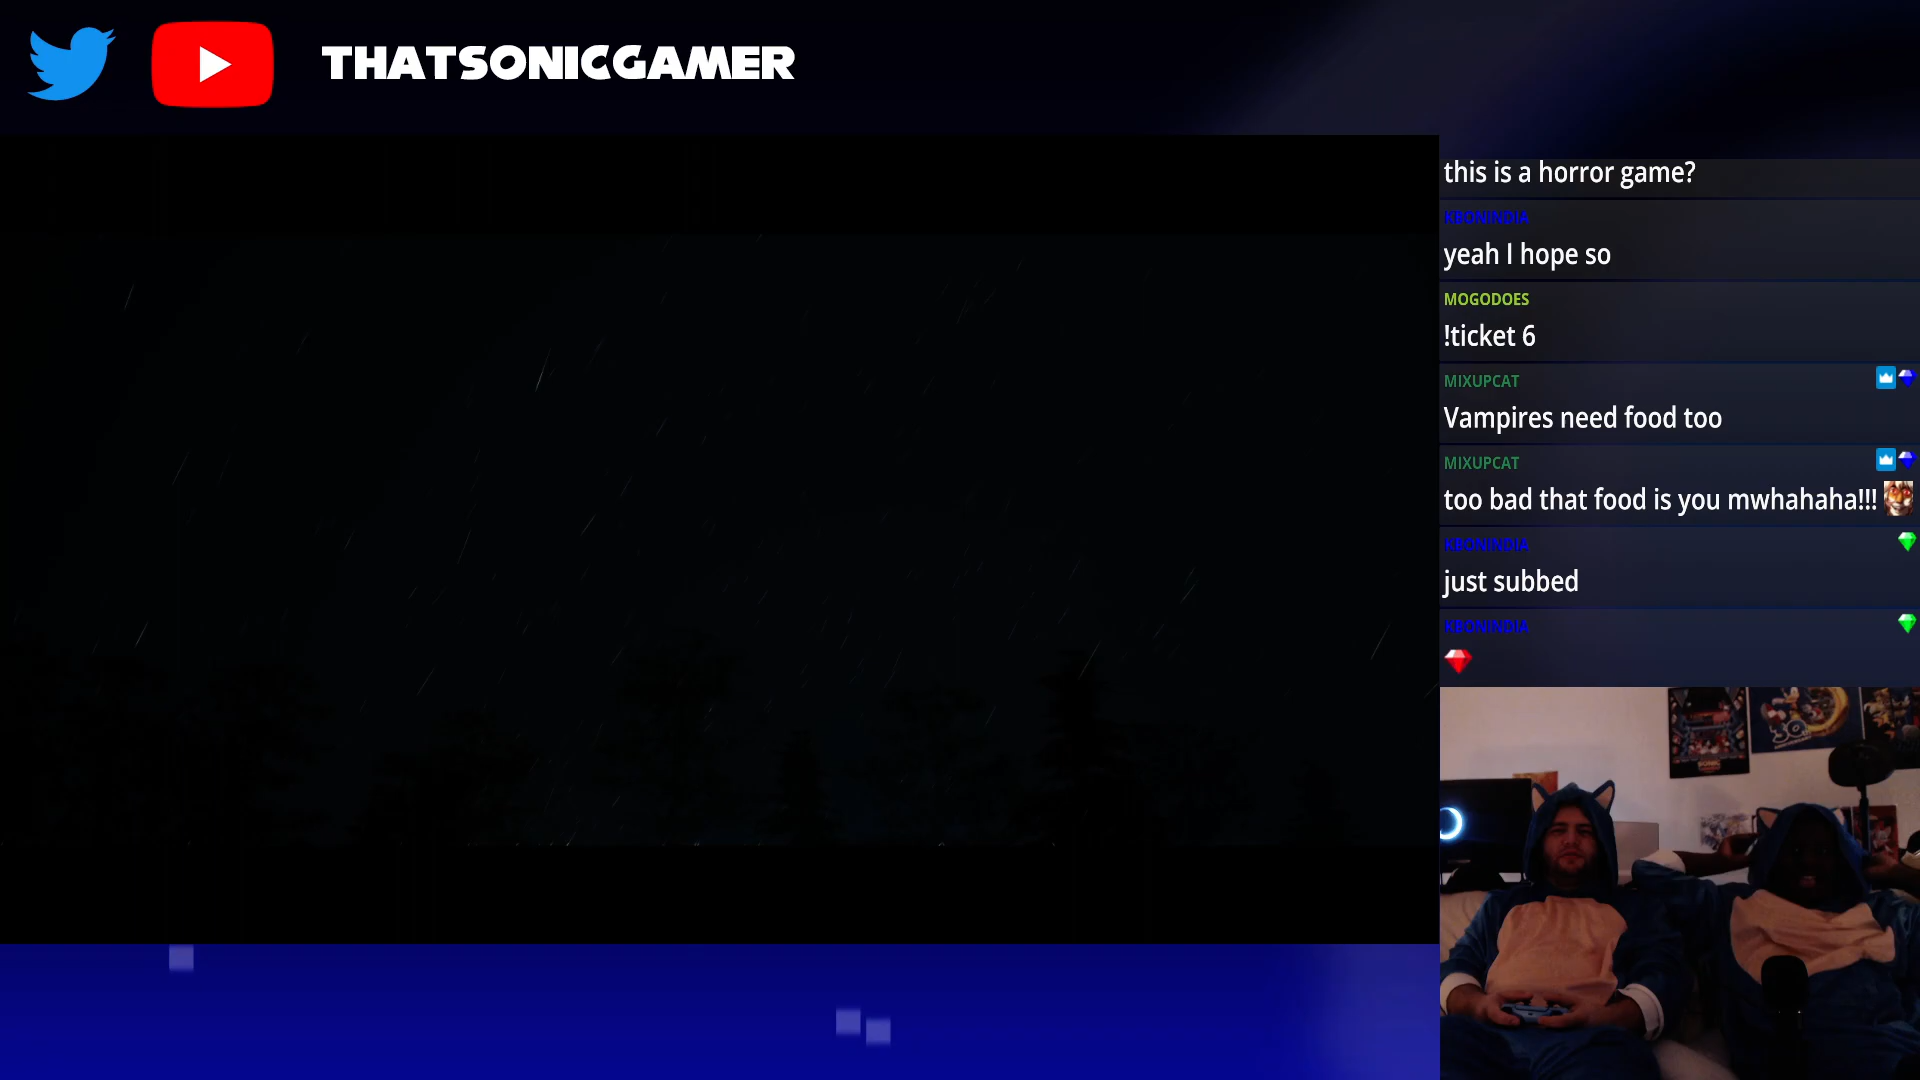 THATSONICGAMER
this is a horror game?
KBONINDIA
yeah I hope so
MOGODOES
!ticket 6
MIXUPCAT
Vampires need food too
MIXUPCAT
too bad that food is you mwhahaha!!!
KBONINDIA
just subbed
KBONINDIA